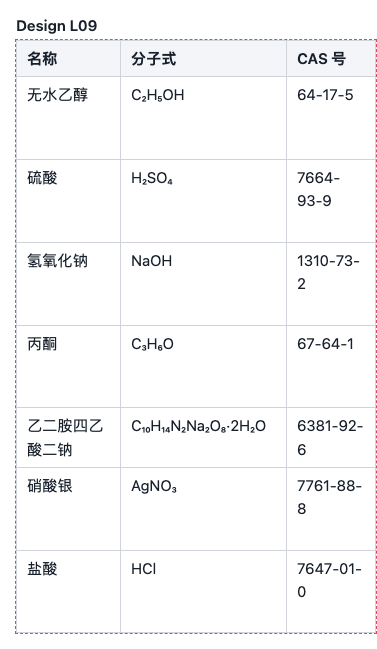 Design L09
名称 分子式 CAS 号
无水乙醇 C₂H₅OH 64-17-5
硫酸 H₂SO₄ 7664-
93-9
氢氧化钠 NaOH 1310-73-
2
丙酮 C₃H₆O 67-64-1
乙二胺四乙 C₁₀H₁₄N₂Na₂O₈·2H₂O 6381-92-
酸二钠 6
硝酸银 AgNO₃ 7761-88-
8
盐酸 HCl 7647-01-
0